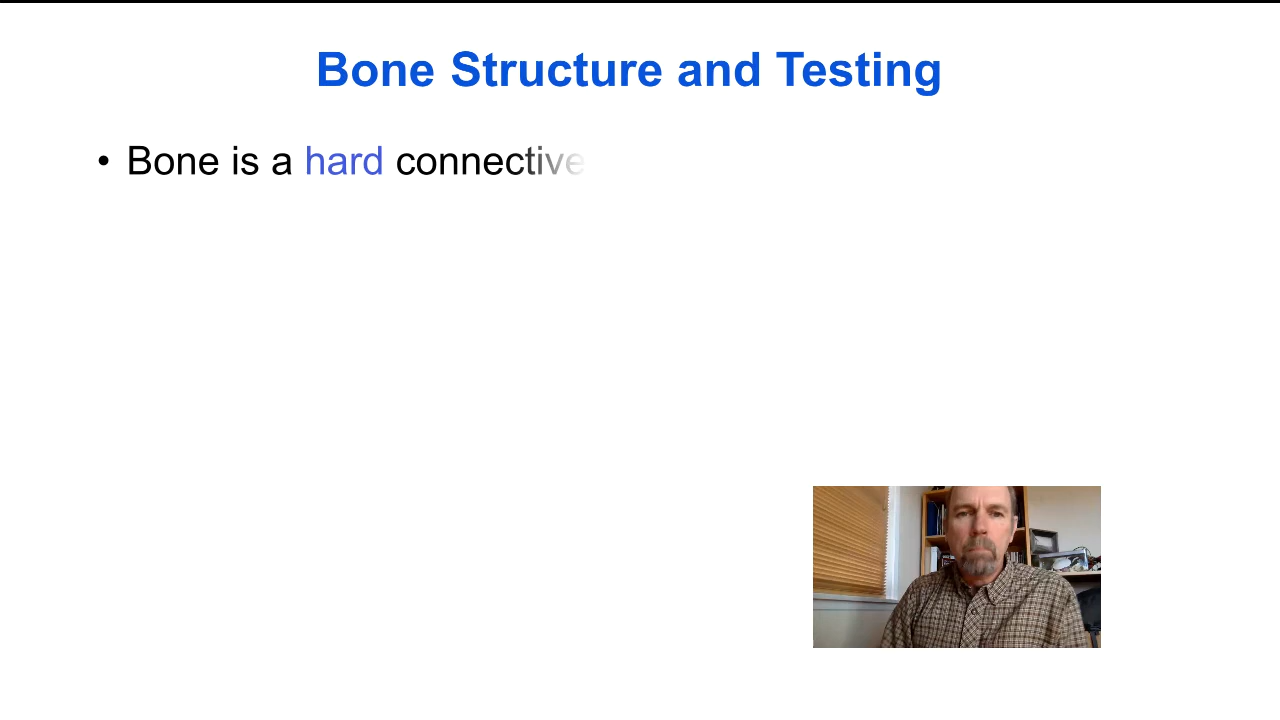 Bone Structure and Testing
• Bone is a hard connective